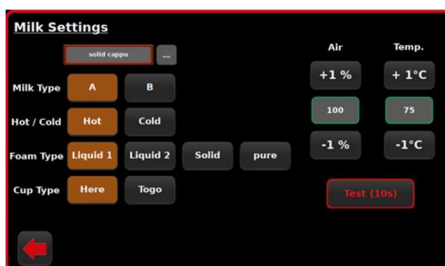 Milk Settings
solid cappu ...
Air Temp.
+1 % + 1°C
Milk Type A B
100 75
Hot / Cold Hot Cold
-1 % -1°C
Foam Type Liquid 1 Liquid 2 Solid pure
Cup Type Here Togo
Test (10s)